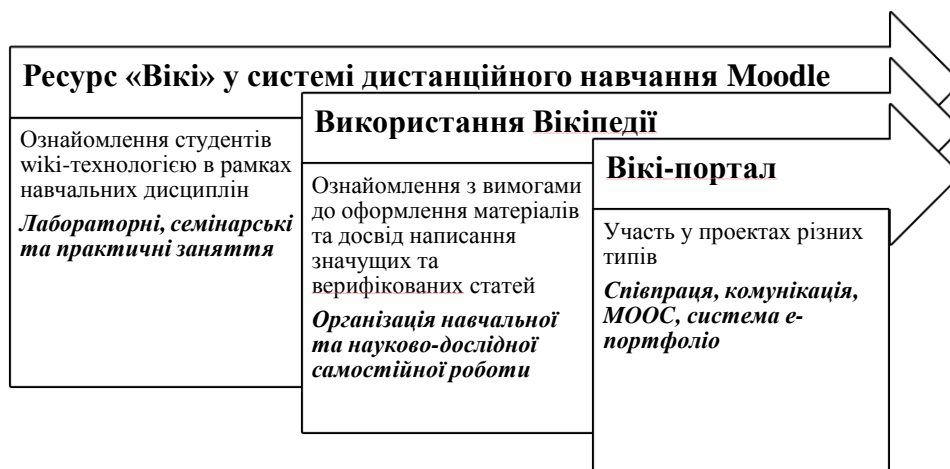 Ресурс «Вікі» у системі дистанційного навчання Moodle
Ознайомлення студентів
wiki-технологією в рамках
навчальних дисциплін
Лабораторні, семінарські
та практичні заняття
Використання Вікіпедії
Ознайомлення з вимогами
до оформлення матеріалів
та досвід написання
значущих та
верифікованих статей
Організація навчальної
та науково-дослідної
самостійної роботи
Вікі-портал
Участь у проектах різних
типів
Співпраця, комунікація,
МООС, система е-
портфоліо